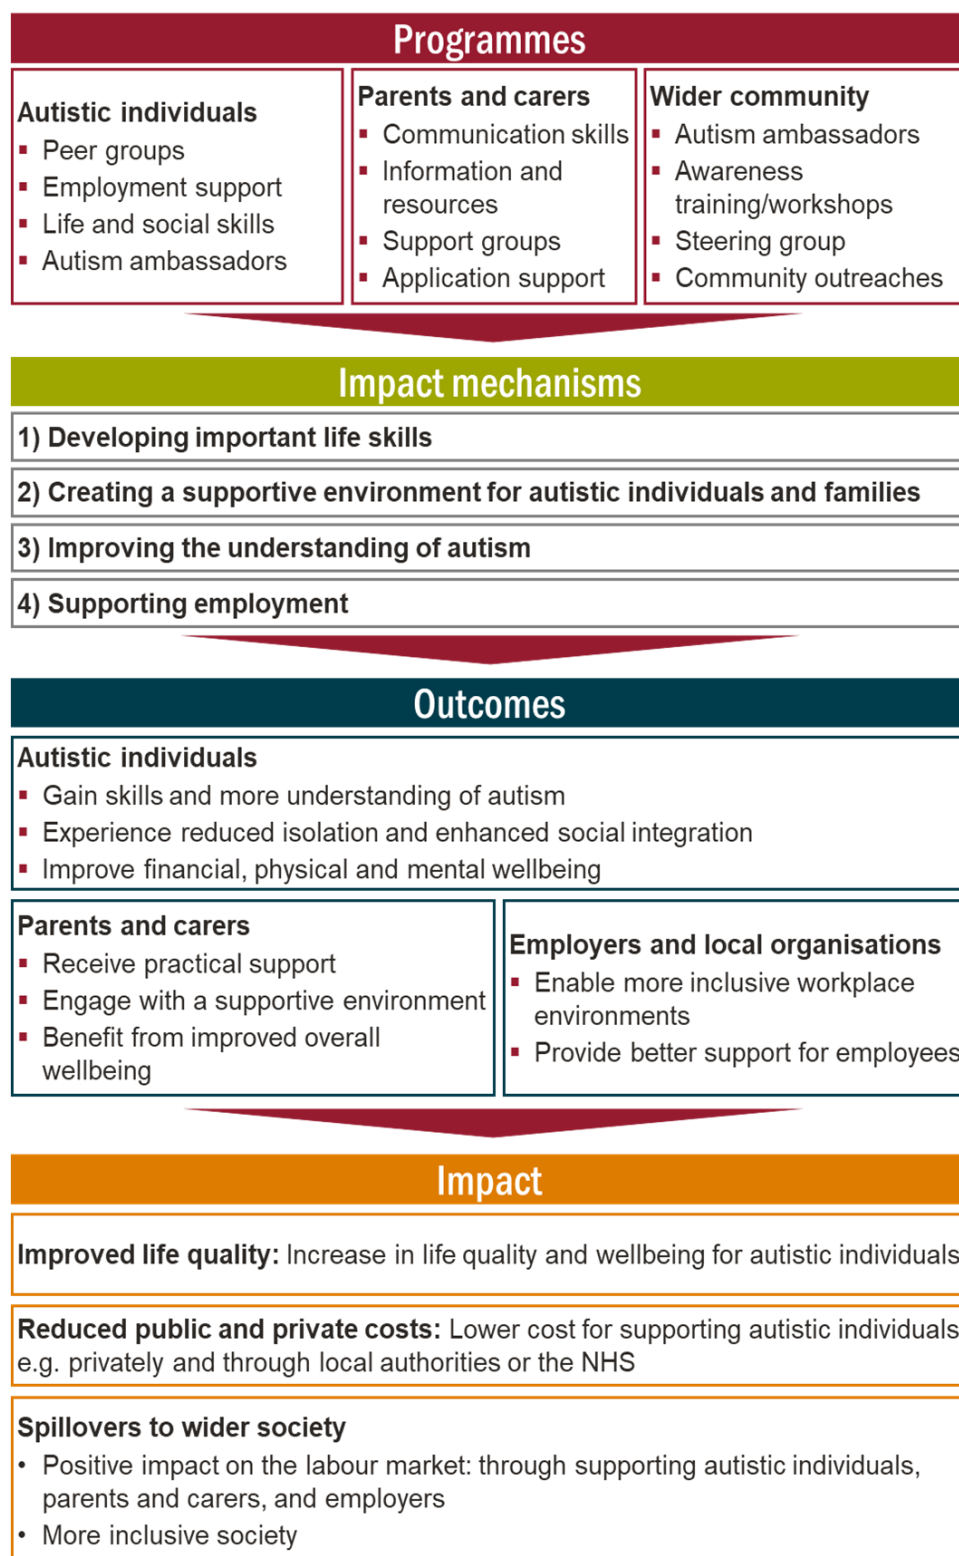 Programmes
Autistic individuals
▪ Peer groups
▪ Employment support
▪ Life and social skills
▪ Autism ambassadors
Parents and carers
▪ Communication skills
▪ Information and
resources
▪ Support groups
▪ Application support
Wider community
▪ Autism ambassadors
▪ Awareness
training/workshops
▪ Steering group
▪ Community outreaches
Impact mechanisms
1) Developing important life skills
2) Creating a supportive environment for autistic individuals and families
3) Improving the understanding of autism
4) Supporting employment
Outcomes
Autistic individuals
▪ Gain skills and more understanding of autism
▪ Experience reduced isolation and enhanced social integration
▪ Improve financial, physical and mental wellbeing
Parents and carers
▪ Receive practical support
▪ Engage with a supportive environment
▪ Benefit from improved overall
wellbeing
Employers and local organisations
▪ Enable more inclusive workplace
environments
▪ Provide better support for employees
Impact
Improved life quality: Increase in life quality and wellbeing for autistic individuals
Reduced public and private costs: Lower cost for supporting autistic individuals
e.g. privately and through local authorities or the NHS
Spillovers to wider society
• Positive impact on the labour market: through supporting autistic individuals,
parents and carers, and employers
• More inclusive society